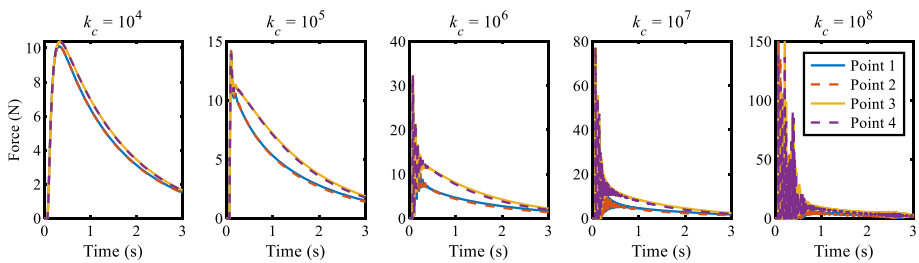 k_c = 10^4
k_c = 10^5
k_c = 10^6
k_c = 10^7
k_c = 10^8
Force (N)
10
8
6
4
2
0
15
10
5
0
40
30
20
10
0
80
60
40
20
0
150
100
50
0
Point 1
Point 2
Point 3
Point 4
0 1 2 3
0 1 2 3
0 1 2 3
0 1 2 3
0 1 2 3
Time (s)
Time (s)
Time (s)
Time (s)
Time (s)